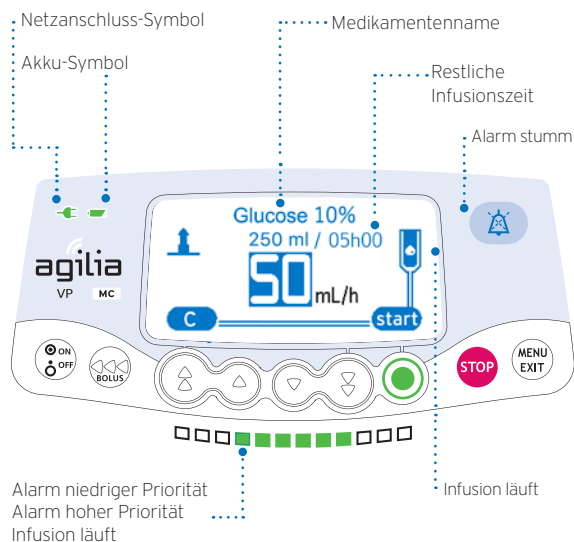 Netzanschluss-Symbol
Medikamentenname
Akku-Symbol
Restliche
Infusionszeit
Alarm stumm
Glucose 10%
250 ml / 05h00
50 mL/h
C
start
agilia
VP MC
ON
OFF
BOLUS
STOP
MENU
EXIT
Infusion läuft
Alarm niedriger Priorität
Alarm hoher Priorität
Infusion läuft